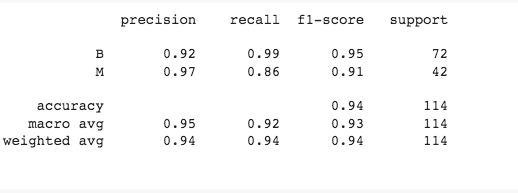 precision recall f1-score support
B 0.92 0.99 0.95 72
M 0.97 0.86 0.91 42
accuracy 0.94 114
macro avg 0.95 0.92 0.93 114
weighted avg 0.94 0.94 0.94 114